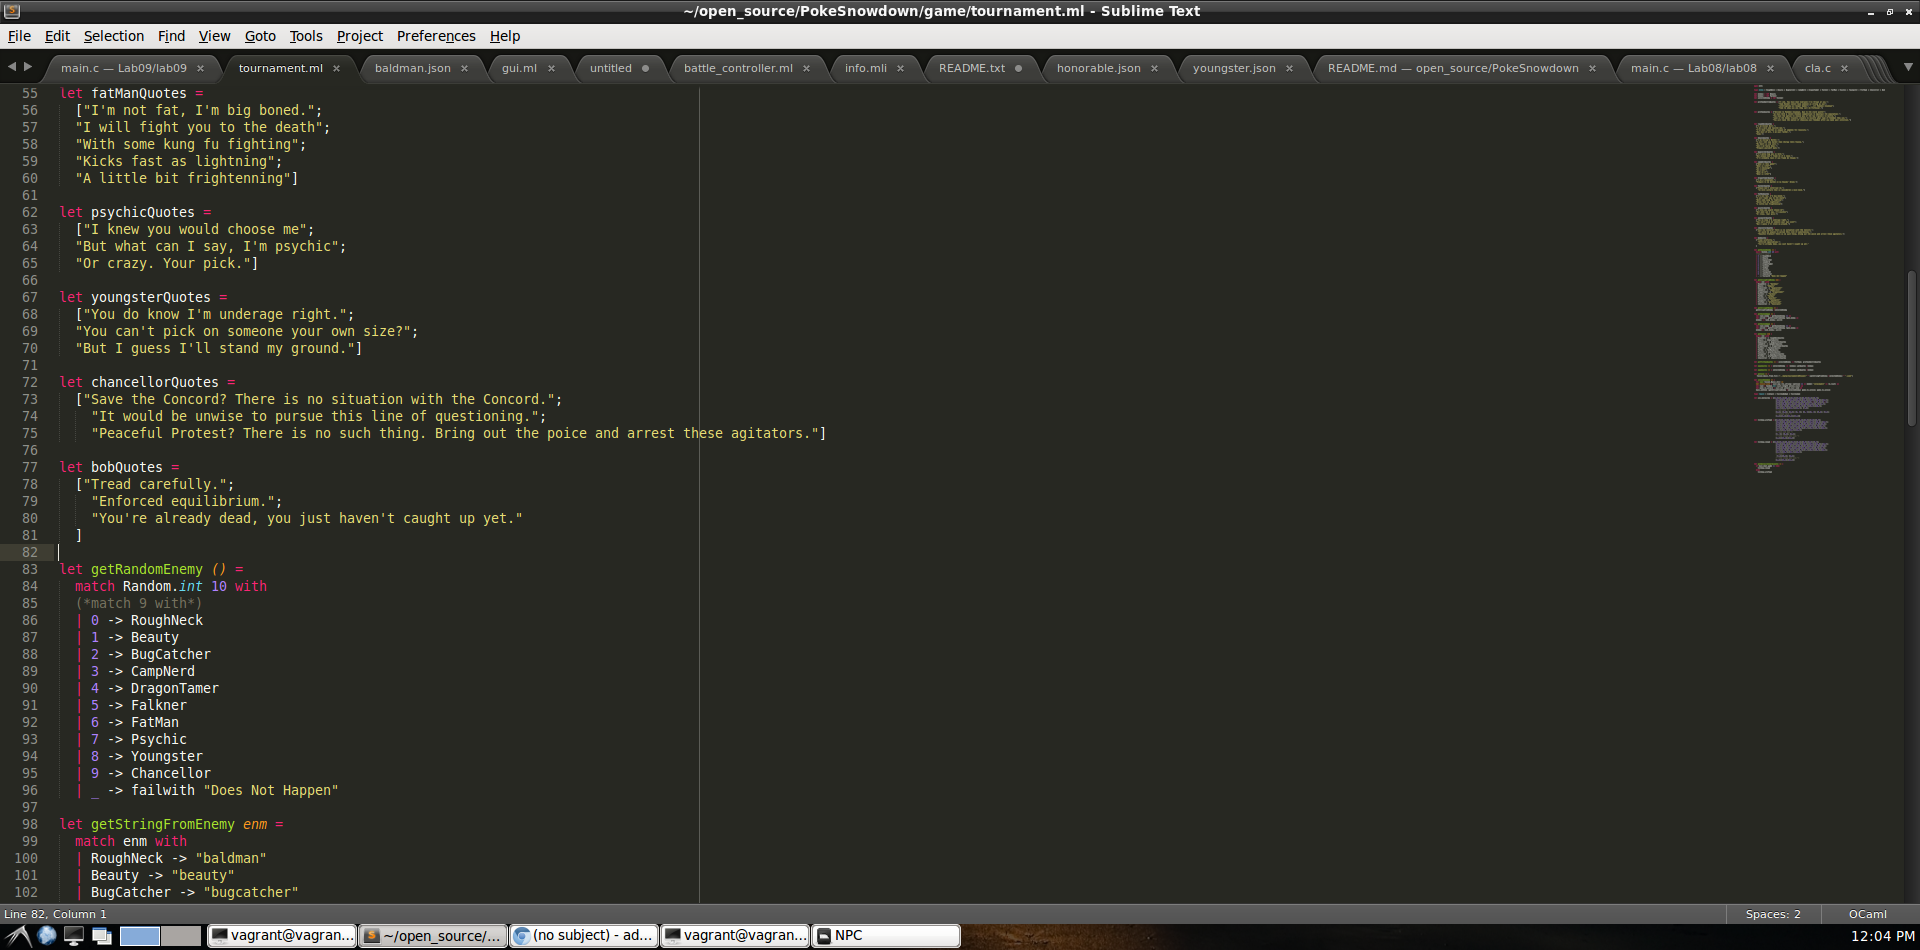 ~/open_source/PokeSnowdown/game/tournament.ml - Sublime Text
File Edit Selection Find View Goto Tools Project Preferences Help
main.c — Lab09/lab09 × tournament.ml × baldman.json × gui.ml × untitled battle_controller.ml × info.mli × README.txt honorable.json × youngster.json × README.md — open_source/PokeSnowdown × main.c — Lab08/lab08 × cla.c ×
55 let fatManQuotes =
56 ["I'm not fat, I'm big boned.";
57 "I will fight you to the death";
58 "With some kung fu fighting";
59 "Kicks fast as lightning";
60 "A little bit frightenning"]
61
62 let psychicQuotes =
63 ["I knew you would choose me";
64 "But what can I say, I'm psychic";
65 "Or crazy. Your pick."]
66
67 let youngsterQuotes =
68 ["You do know I'm underage right.";
69 "You can't pick on someone your own size?";
70 "But I guess I'll stand my ground."]
71
72 let chancellorQuotes =
73 ["Save the Concord? There is no situation with the Concord.";
74 "It would be unwise to pursue this line of questioning.";
75 "Peaceful Protest? There is no such thing. Bring out the poice and arrest these agitators."]
76
77 let bobQuotes =
78 ["Tread carefully.";
79 "Enforced equilibrium.";
80 "You're already dead, you just haven't caught up yet."
81 ]
82
83 let getRandomEnemy () =
84 match Random.int 10 with
85 (*match 9 with*)
86 | 0 -> RoughNeck
87 | 1 -> Beauty
88 | 2 -> BugCatcher
89 | 3 -> CampNerd
90 | 4 -> DragonTamer
91 | 5 -> Falkner
92 | 6 -> FatMan
93 | 7 -> Psychic
94 | 8 -> Youngster
95 | 9 -> Chancellor
96 | _ -> failwith "Does Not Happen"
97
98 let getStringFromEnemy enm =
99 match enm with
100 | RoughNeck -> "baldman"
101 | Beauty -> "beauty"
102 | BugCatcher -> "bugcatcher"
Line 82, Column 1 Spaces: 2 OCaml
vagrant@vagran... ~/open_source/... (no subject) - ad... vagrant@vagran... NPC 12:04 PM